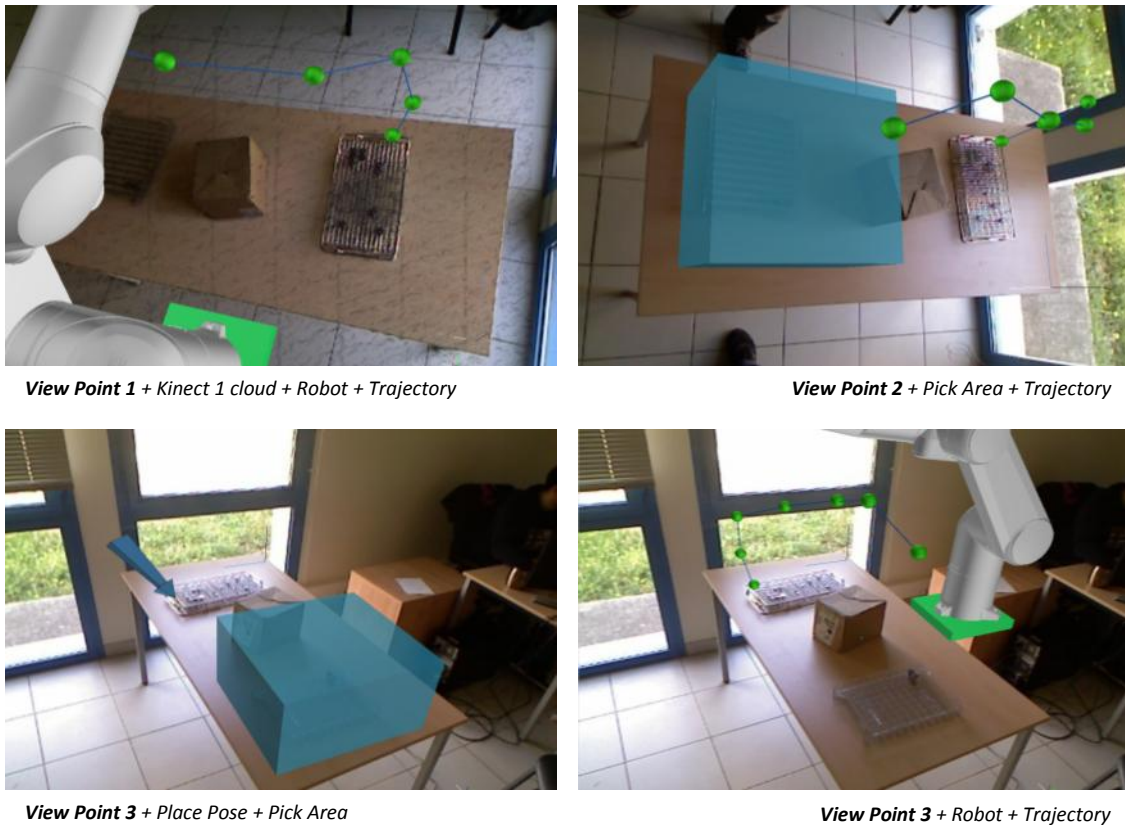 View Point 1 + Kinect 1 cloud + Robot + Trajectory
View Point 2 + Pick Area + Trajectory
View Point 3 + Place Pose + Pick Area
View Point 3 + Robot + Trajectory